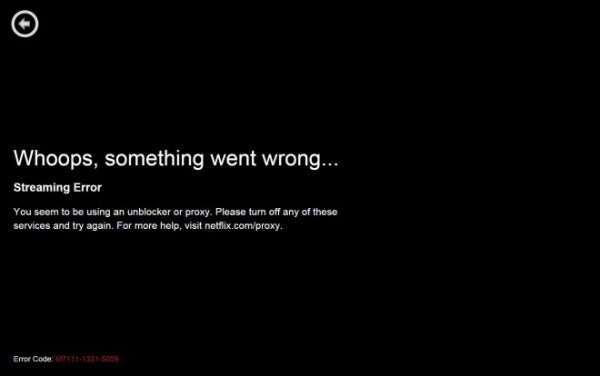 Whoops, something went wrong...
Streaming Error
You seem to be using an unblocker or proxy. Please turn off any of these
services and try again. For more help, visit netflix.com/proxy.
Error Code: M7111-1331-5059